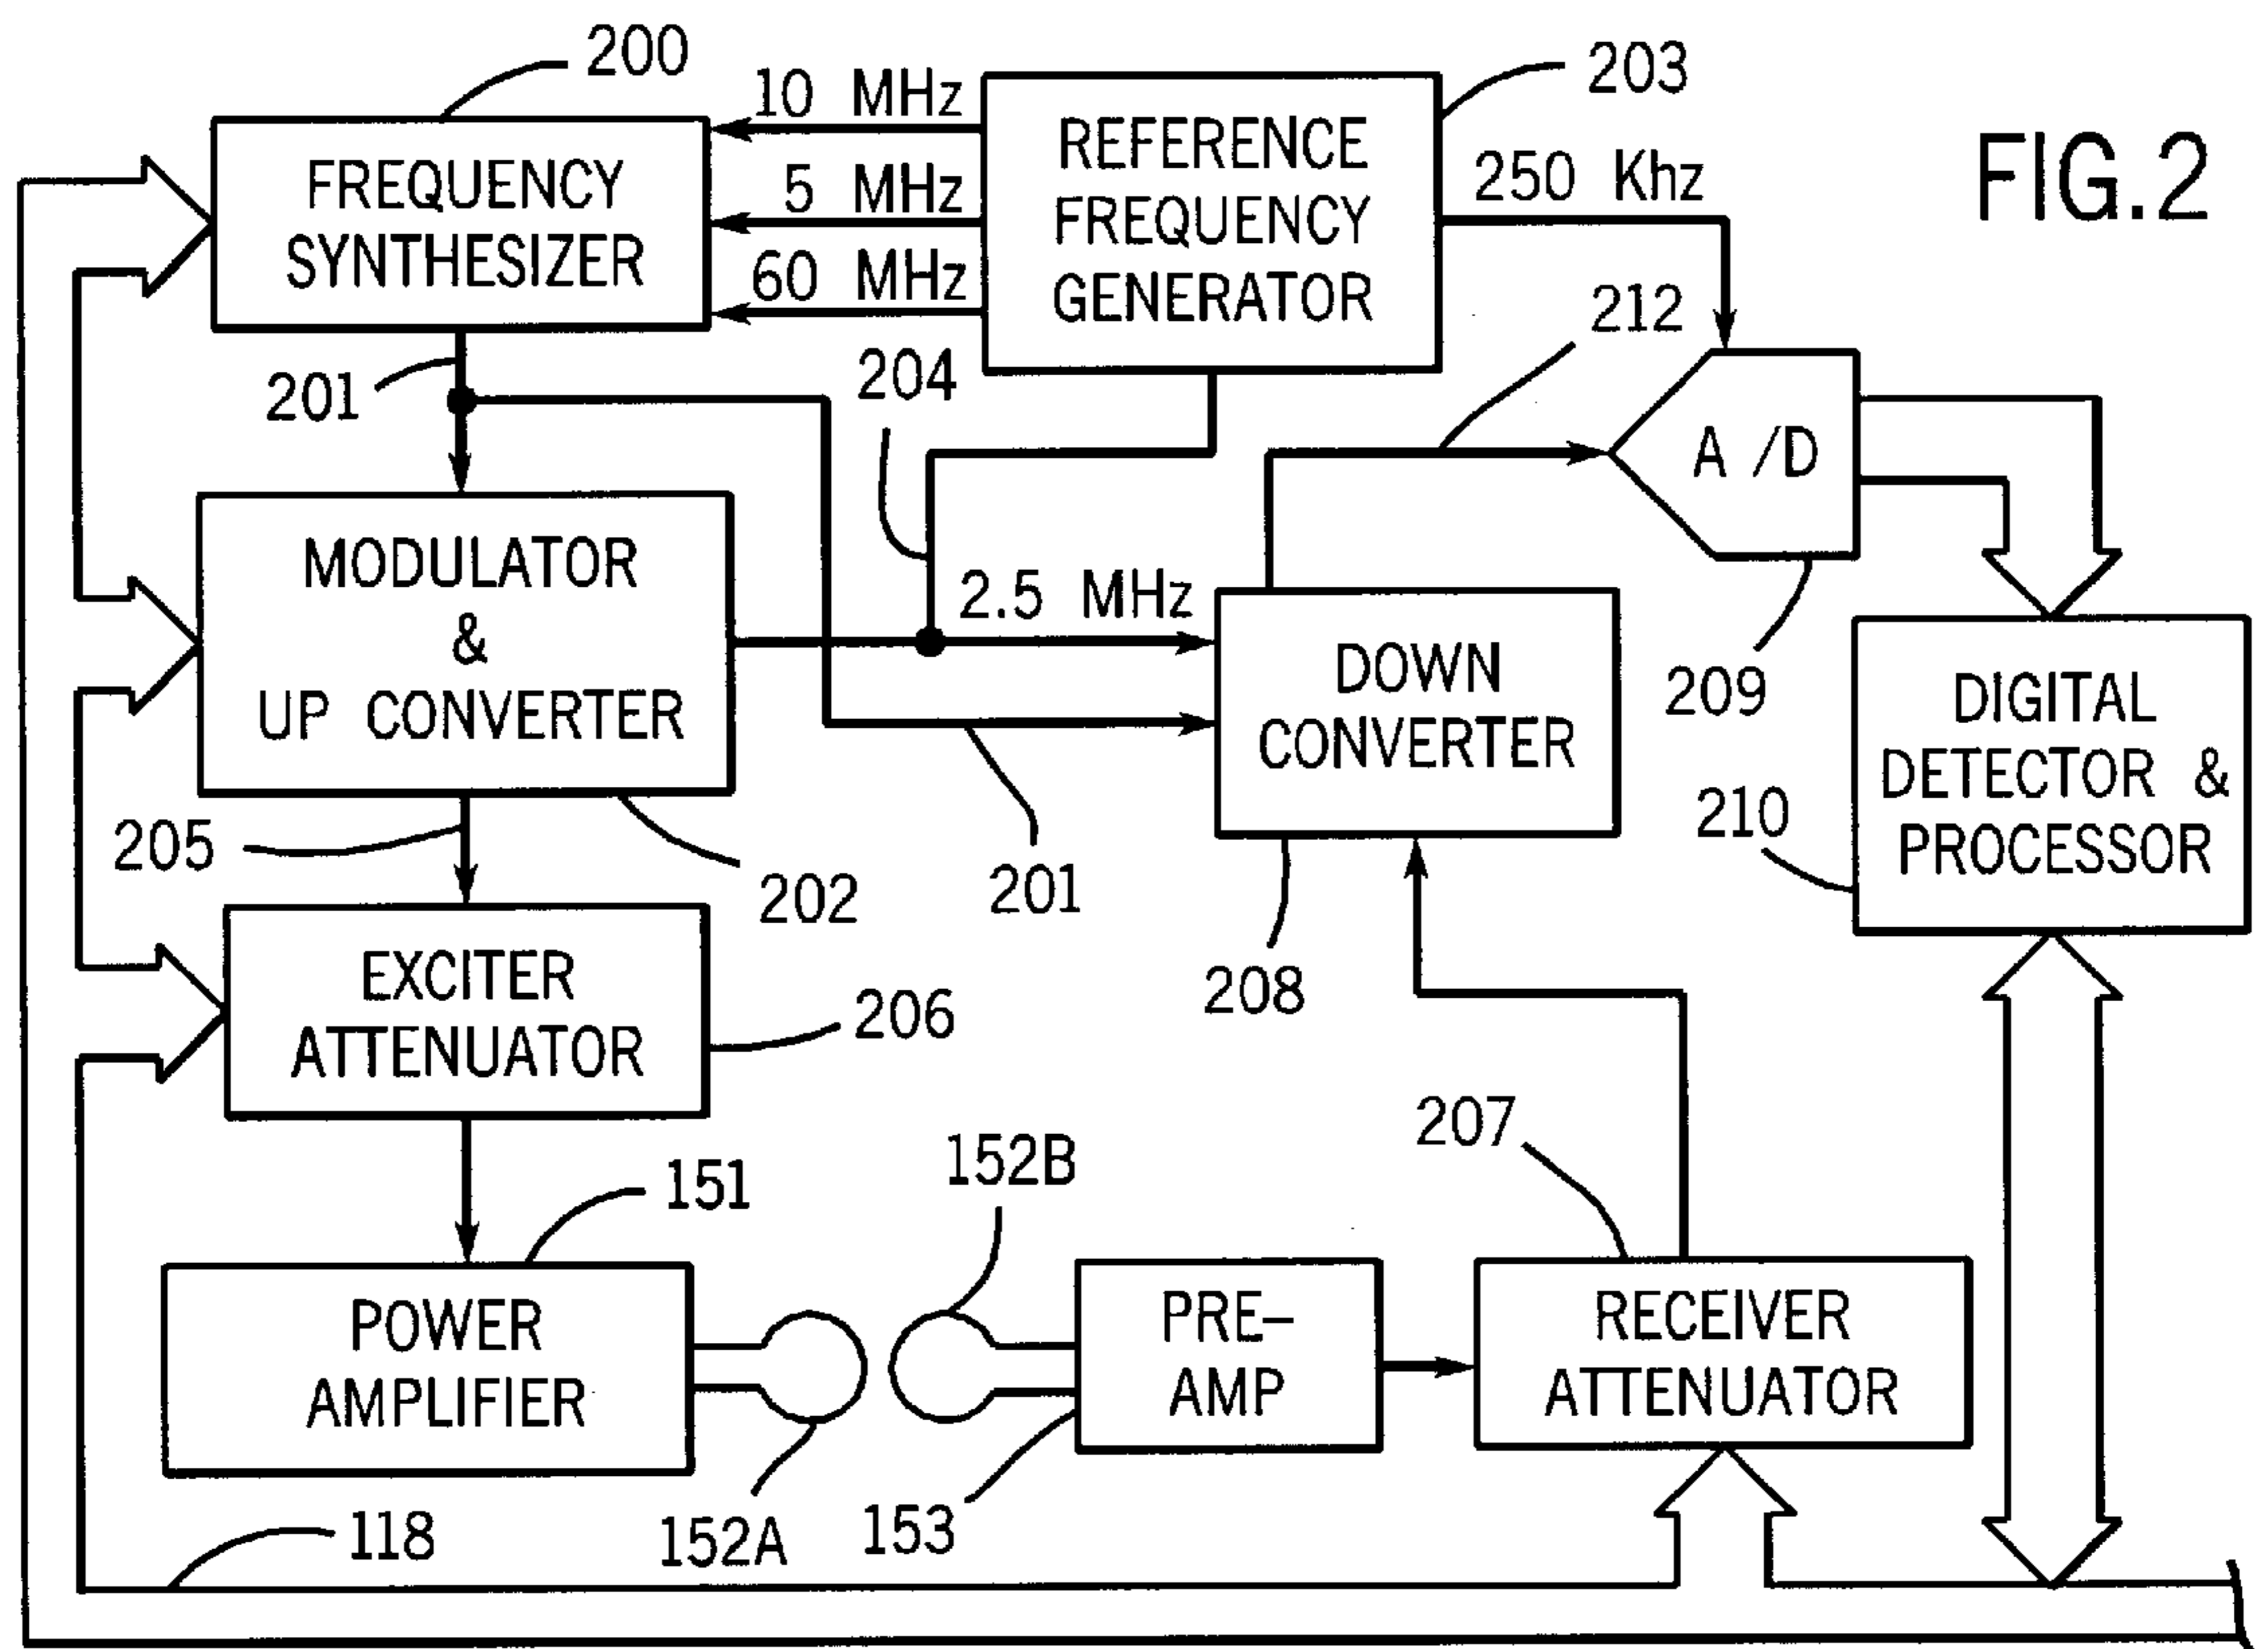 FIG.2
200
10 MHz
5 MHz
60 MHz
FREQUENCY
SYNTHESIZER
REFERENCE
FREQUENCY
GENERATOR
203
250 Khz
201
204
212
A /D
209
MODULATOR
&
UP CONVERTER
2.5 MHz
DOWN
CONVERTER
DIGITAL
DETECTOR &
PROCESSOR
210
205
202
201
208
EXCITER
ATTENUATOR
206
207
151
152B
POWER
AMPLIFIER
PRE-
AMP
RECEIVER
ATTENUATOR
152A
153
118